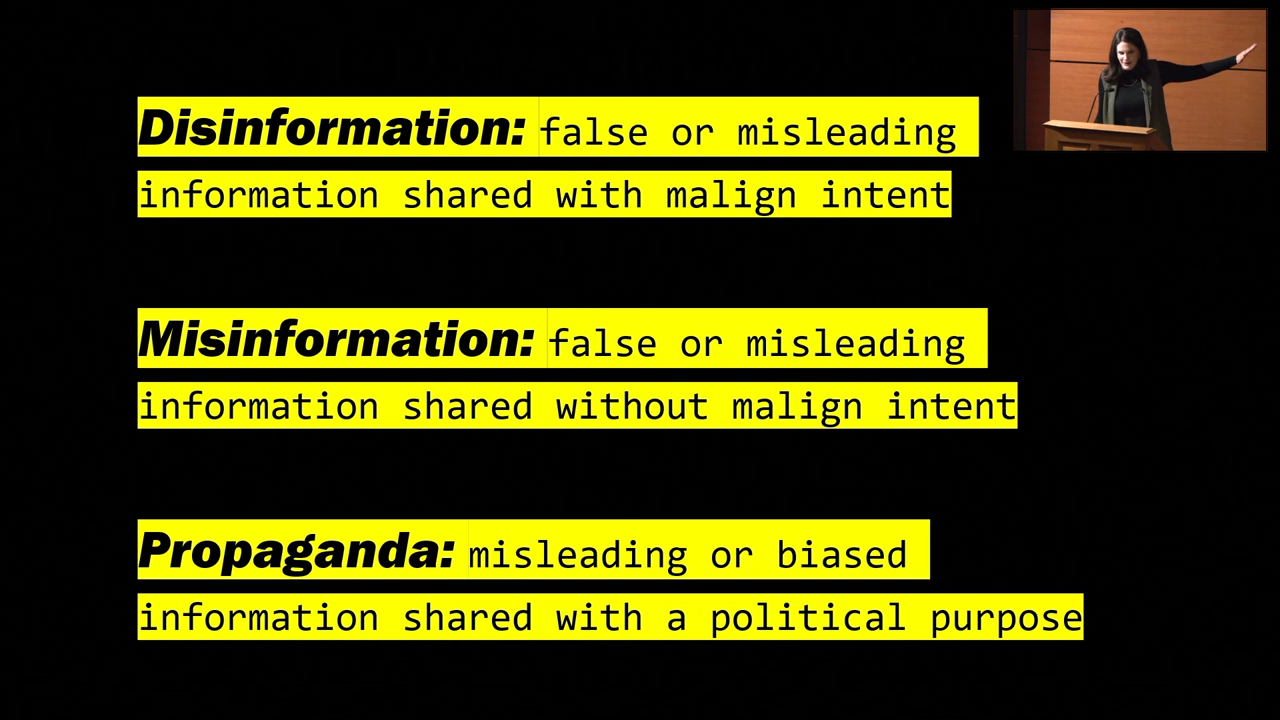 Disinformation: false or misleading
information shared with malign intent
Misinformation: false or misleading
information shared without malign intent
Propaganda: misleading or biased
information shared with a political purpose